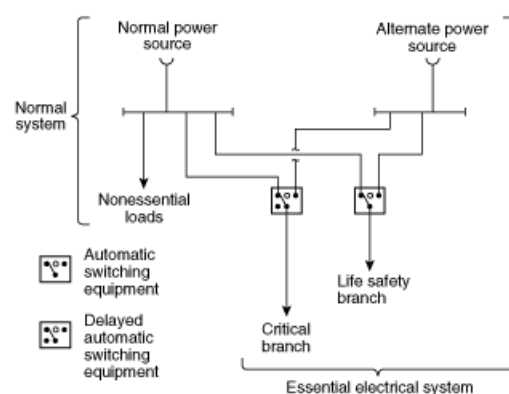 Normal power
source
Alternate power
source
Normal
system
Nonessential
loads
Automatic
switching
equipment
Life safety
branch
Delayed
automatic
switching
equipment
Critical
branch
Essential electrical system